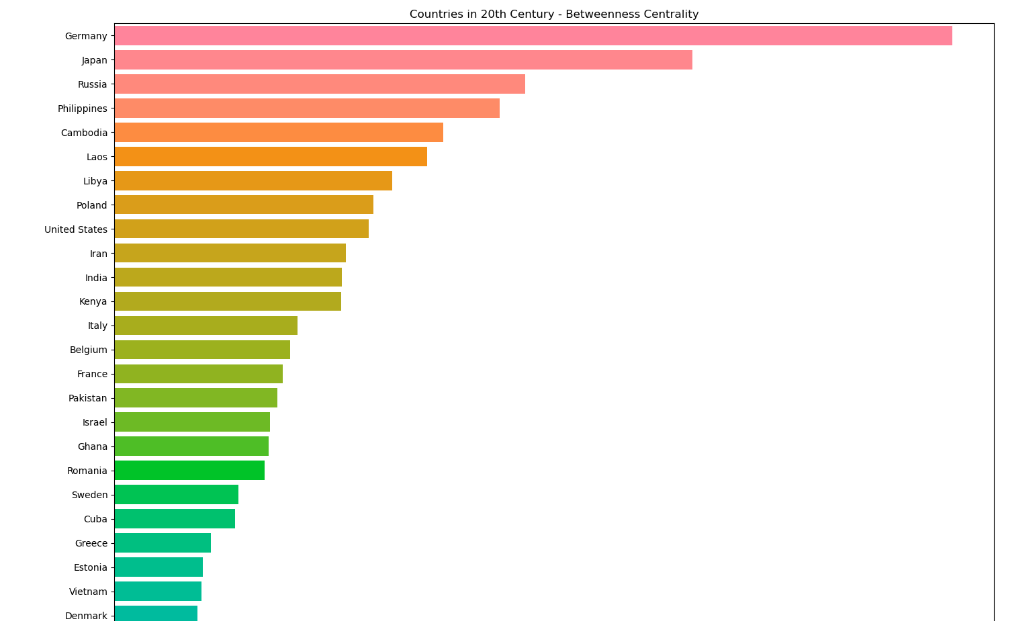 Countries in 20th Century - Betweenness Centrality
Germany
Japan
Russia
Philippines
Cambodia
Laos
Libya
Poland
United States
Iran
India
Kenya
Italy
Belgium
France
Pakistan
Israel
Ghana
Romania
Sweden
Cuba
Greece
Estonia
Vietnam
Denmark